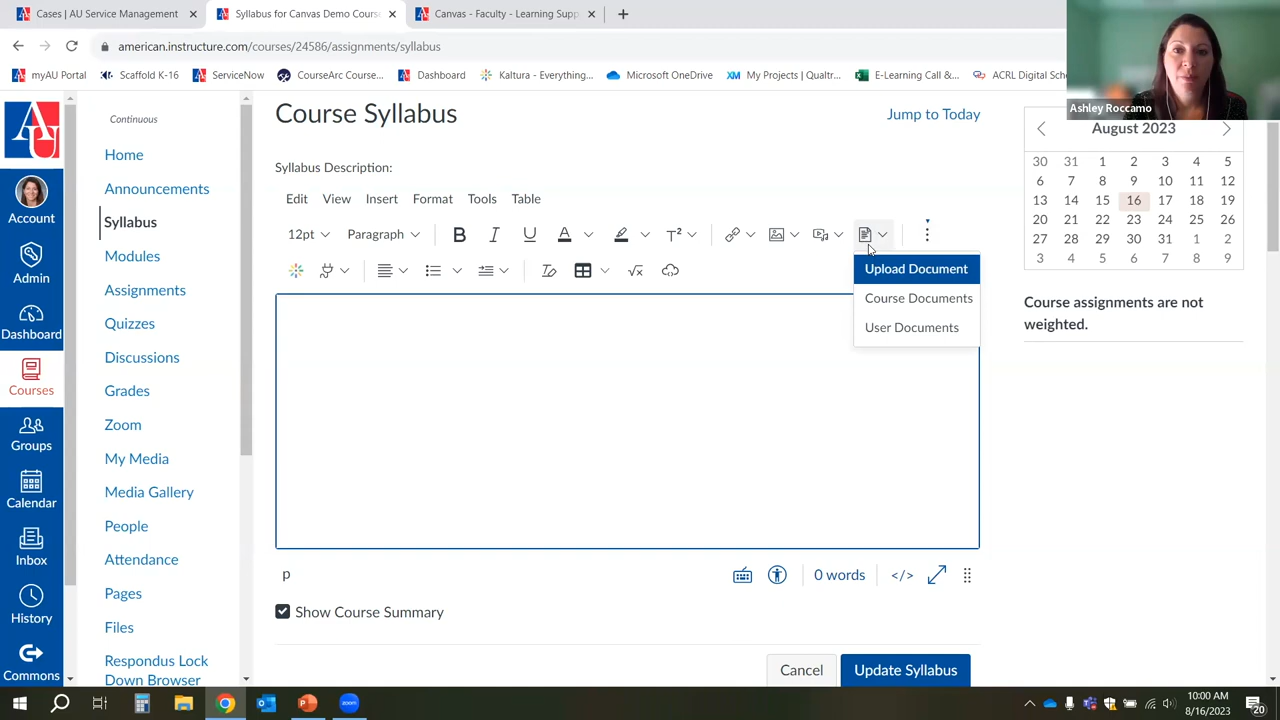 Cases | AU Service Management
Syllabus for Canvas Demo Course
Canvas - Faculty - Learning Supp
american.instructure.com/courses/24586/assignments/syllabus
myAU Portal
Scaffold K-16
ServiceNow
CourseArc Course...
Dashboard
Kaltura - Everything...
Microsoft OneDrive
XM My Projects | Qualtr...
E-Learning Call &...
ACRL Digital Sch
Ashley Roccamo
AU
Account
Admin
Dashboard
Courses
Groups
Calendar
Inbox
History
Commons
Continuous
Home
Announcements
Syllabus
Modules
Assignments
Quizzes
Discussions
Grades
Zoom
My Media
Media Gallery
People
Attendance
Pages
Files
Respondus Lock
Down Browser
Course Syllabus
Jump to Today
Syllabus Description:
Edit View Insert Format Tools Table
12pt Paragraph B I U A T²
Upload Document
Course Documents
User Documents
p
0 words </>
Show Course Summary
Cancel
Update Syllabus
August 2023
30 31 1 2 3 4 5
6 7 8 9 10 11 12
13 14 15 16 17 18 19
20 21 22 23 24 25 26
27 28 29 30 31 1 2
3 4 5 6 7 8 9
Course assignments are not
weighted.
zoom
10:00 AM
8/16/2023
20